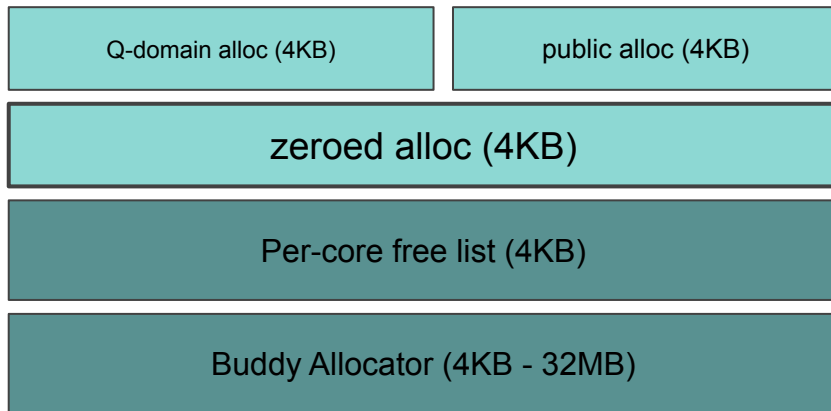 Q-domain alloc (4KB)
public alloc (4KB)
zeroed alloc (4KB)
Per-core free list (4KB)
Buddy Allocator (4KB - 32MB)